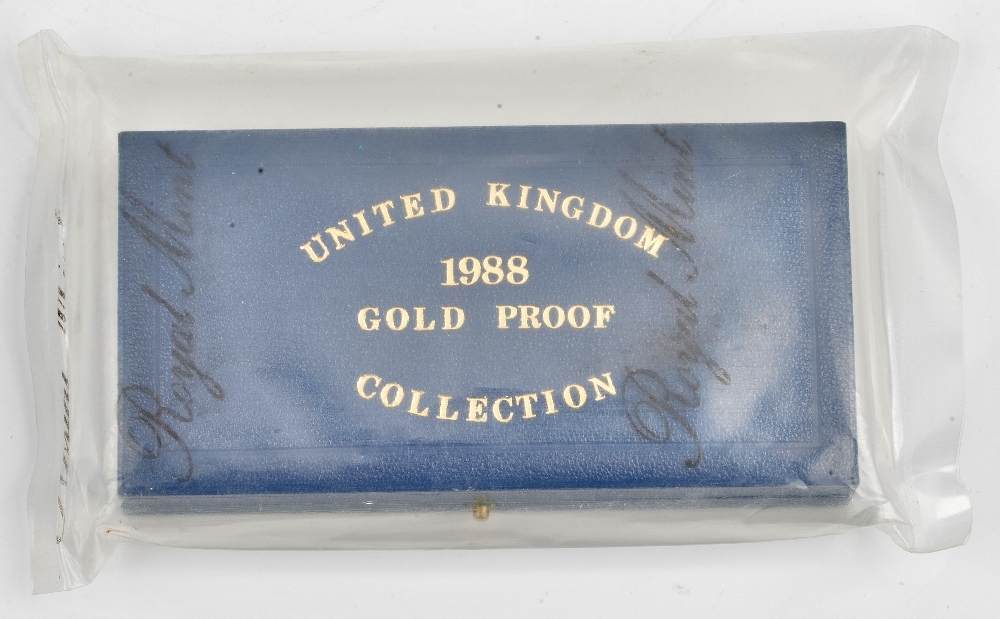 UNITED KINGDOM
1988
GOLD PROOF
COLLECTION
Royal Mint
Royal Mint